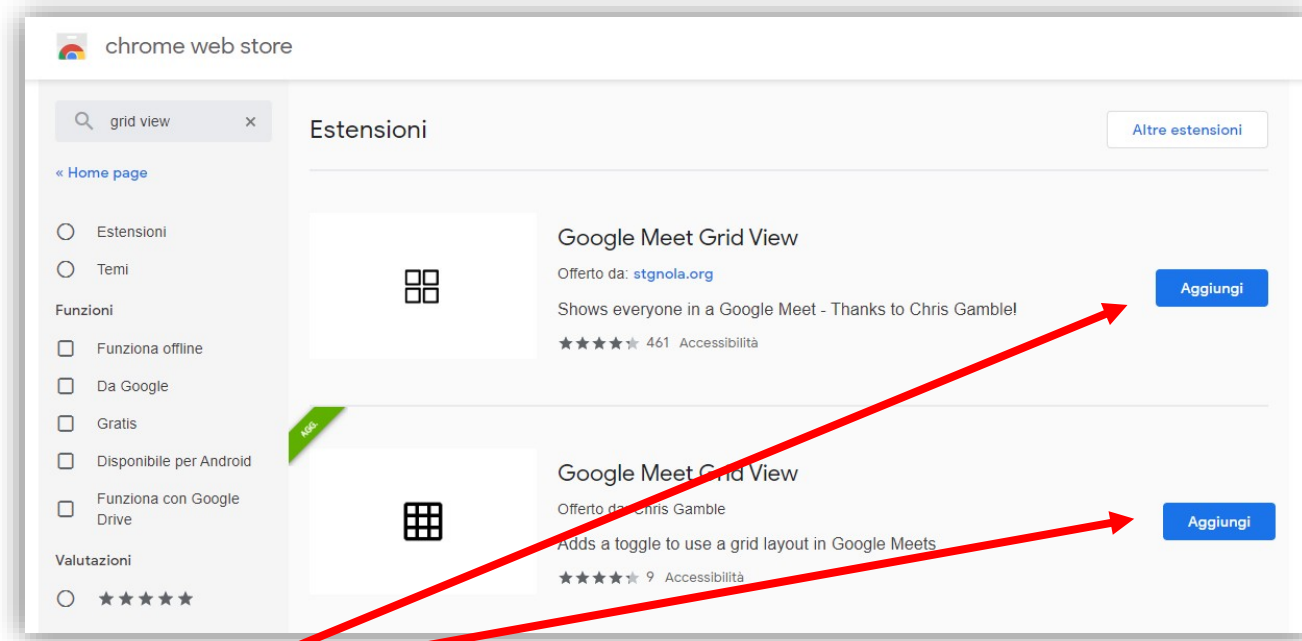 chrome web store
grid view ×
« Home page
Estensioni
Temi
Funzioni
Funziona offline
Da Google
Gratis
Disponibile per Android
Funziona con Google
Drive
Valutazioni
Estensioni
Altre estensioni
Google Meet Grid View
Offerto da: stgnola.org
Shows everyone in a Google Meet - Thanks to Chris Gamble!
461 Accessibilità
Aggiungi
AGG.
Google Meet Grid View
Offerto da: Chris Gamble
Adds a toggle to use a grid layout in Google Meets
9 Accessibilità
Aggiungi